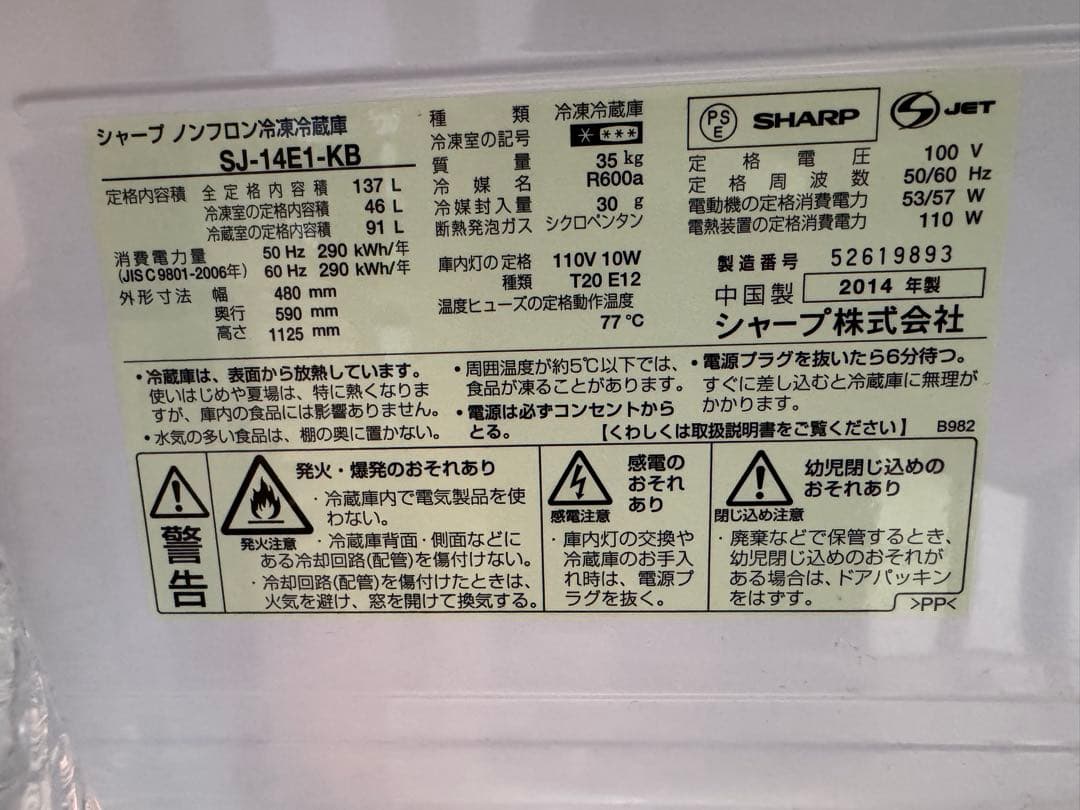 シャープ ノンフロン冷凍冷蔵庫
SJ-14E1-KB
定格内容積 全定格内容積 137 L
冷凍室の定格内容積 46 L
冷蔵室の定格内容積 91 L
消費電力量 50 Hz 290 kWh/年
(JIS C 9801-2006年) 60 Hz 290 kWh/年
外形寸法 幅 480 mm
奥行 590 mm
高さ 1125 mm
種類 冷凍冷蔵庫
冷凍室の記号 * ***
質量 35 kg
冷媒名 R600a
冷媒封入量 30 g
断熱発泡ガス シクロペンタン
庫内灯の定格 110V 10W
種類 T20 E12
温度ヒューズの定格動作温度
77 ℃
PS
E
SHARP
S JET
定格電圧 100 V
定格周波数 50/60 Hz
電動機の定格消費電力 53/57 W
電熱装置の定格消費電力 110 W
製造番号 52619893
中国製 2014 年製
シャープ株式会社
・冷蔵庫は、表面から放熱しています。
使いはじめや夏場は、特に熱くなりま
すが、庫内の食品には影響ありません。
・水気の多い食品は、棚の奥に置かない。
・周囲温度が約5℃以下では、
食品が凍ることがあります。
・電源は必ずコンセントから
とる。
・電源プラグを抜いたら6分待つ。
すぐに差し込むと冷蔵庫に無理が
かかります。
【くわしくは取扱説明書をご覧ください】 B982
警告
発火注意
発火・爆発のおそれあり
・冷蔵庫内で電気製品を使
わない。
・冷蔵庫背面・側面などに
ある冷却回路(配管)を傷付けない。
・冷却回路(配管)を傷付けたときは、
火気を避け、窓を開けて換気する。
感電注意
感電の
おそれ
あり
・庫内灯の交換や
冷蔵庫のお手入
れ時は、電源プ
ラグを抜く。
閉じ込め注意
幼児閉じ込めの
おそれあり
・廃棄などで保管するとき、
幼児閉じ込めのおそれが
ある場合は、ドアパッキン
をはずす。
>PP<